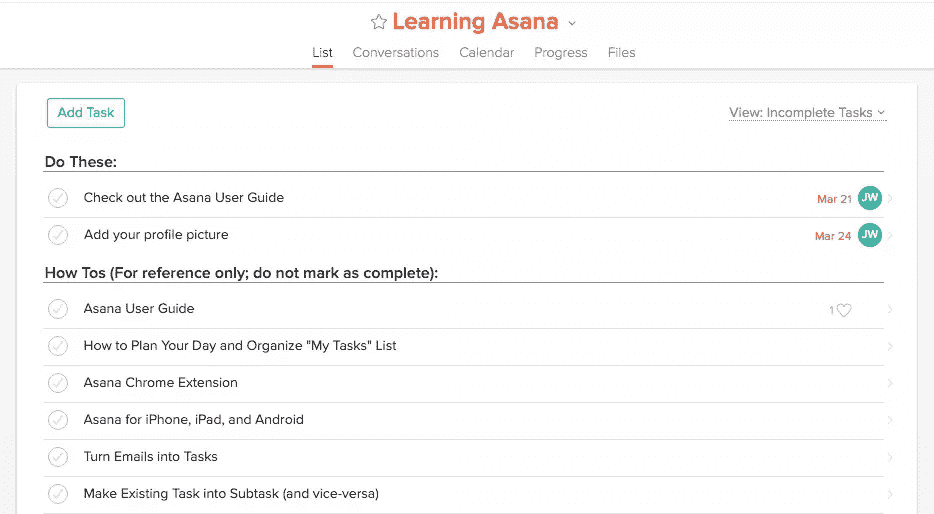 Learning Asana
List Conversations Calendar Progress Files
Add Task
View: Incomplete Tasks
Do These:
Check out the Asana User Guide Mar 21 JW
Add your profile picture Mar 24 JW
How Tos (For reference only; do not mark as complete):
Asana User Guide 1
How to Plan Your Day and Organize "My Tasks" List
Asana Chrome Extension
Asana for iPhone, iPad, and Android
Turn Emails into Tasks
Make Existing Task into Subtask (and vice-versa)